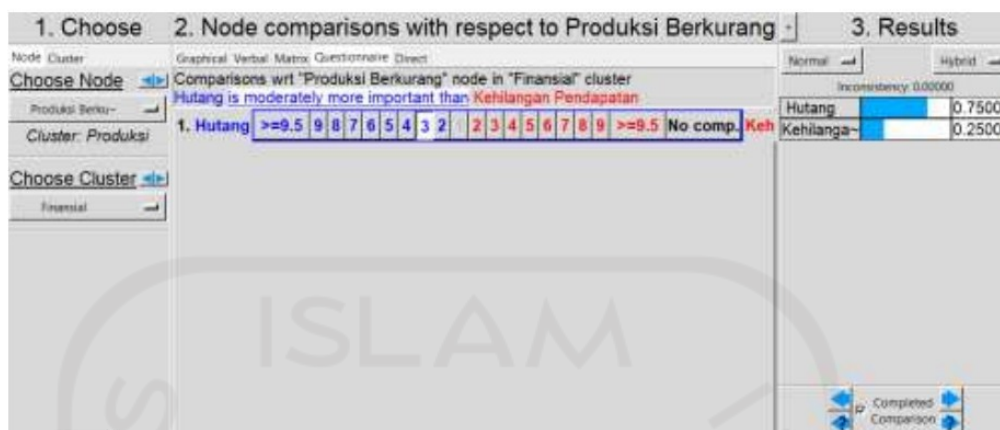 1. Choose
2. Node comparisons with respect to Produksi Berkurang
3. Results
Node Cluster
Choose Node
Produksi Berku~
Cluster: Produksi
Choose Cluster
Finansial
Graphical Verbal Matrix Questionnaire Direct
Comparisons wrt "Produksi Berkurang" node in "Finansial" cluster
Hutang is moderately more important than Kehilangan Pendapatan
1. Hutang >=9.5 9 8 7 6 5 4 3 2 2 3 4 5 6 7 8 9 >=9.5 No comp. Keh
Normal Hybrid
Inconsistency: 0.00000
Hutang 0.7500
Kehilanga~ 0.2500
Completed
Comparison
ISLAM